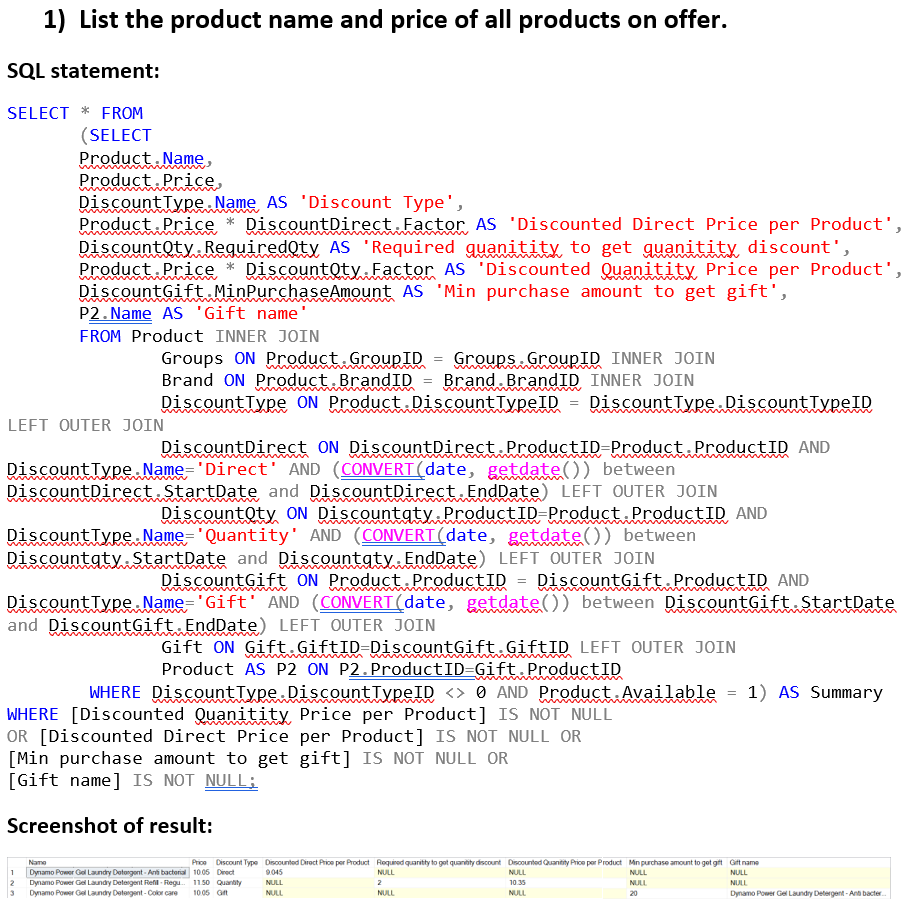 1) List the product name and price of all products on offer.
SQL statement:
SELECT * FROM
(SELECT
Product.Name,
Product.Price,
DiscountType.Name AS 'Discount Type',
Product.Price * DiscountDirect.Factor AS 'Discounted Direct Price per Product',
DiscountQty.RequiredQty AS 'Required quanitity to get quanitity discount',
Product.Price * DiscountQty.Factor AS 'Discounted Quanitity Price per Product',
DiscountGift.MinPurchaseAmount AS 'Min purchase amount to get gift',
P2.Name AS 'Gift name'
FROM Product INNER JOIN
Groups ON Product.GroupID = Groups.GroupID INNER JOIN
Brand ON Product.BrandID = Brand.BrandID INNER JOIN
DiscountType ON Product.DiscountTypeID = DiscountType.DiscountTypeID
LEFT OUTER JOIN
DiscountDirect ON DiscountDirect.ProductID=Product.ProductID AND
DiscountType.Name='Direct' AND (CONVERT(date, getdate()) between
DiscountDirect.StartDate and DiscountDirect.EndDate) LEFT OUTER JOIN
DiscountQty ON Discountqty.ProductID=Product.ProductID AND
DiscountType.Name='Quantity' AND (CONVERT(date, getdate()) between
Discountqty.StartDate and Discountqty.EndDate) LEFT OUTER JOIN
DiscountGift ON Product.ProductID = DiscountGift.ProductID AND
DiscountType.Name='Gift' AND (CONVERT(date, getdate()) between DiscountGift.StartDate
and DiscountGift.EndDate) LEFT OUTER JOIN
Gift ON Gift.GiftID=DiscountGift.GiftID LEFT OUTER JOIN
Product AS P2 ON P2.ProductID=Gift.ProductID
WHERE DiscountType.DiscountTypeID <> 0 AND Product.Available = 1) AS Summary
WHERE [Discounted Quanitity Price per Product] IS NOT NULL
OR [Discounted Direct Price per Product] IS NOT NULL OR
[Min purchase amount to get gift] IS NOT NULL OR
[Gift name] IS NOT NULL;
Screenshot of result:
Name Price Discount Type Discounted Direct Price per Product Required quanitity to get quanitity discount Discounted Quanitity Price per Product Min purchase amount to get gift Gift name
1 Dynamo Power Gel Laundry Detergent - Anti bacterial 10.05 Direct 9.045 NULL NULL NULL NULL
2 Dynamo Power Gel Laundry Detergent Refill - Regu... 11.50 Quantity NULL 2 10.35 NULL NULL
3 Dynamo Power Gel Laundry Detergent - Color care 10.05 Gift NULL NULL NULL 20 Dynamo Power Gel Laundry Detergent - Anti bacter...